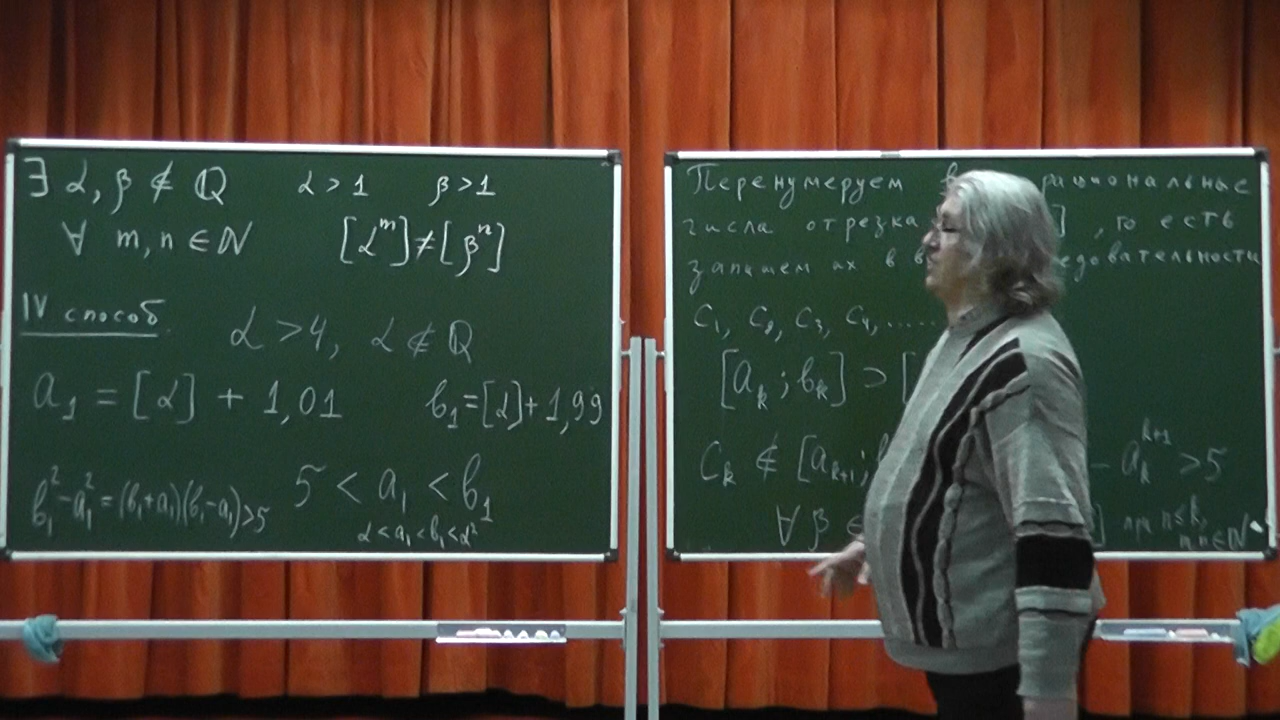 ∃ α, β ∉ ℚ α > 1 β > 1
∀ m, n ∈ ℕ [α^m] ≠ [β^n]
IV способ
α > 4, α ∉ ℚ
a₁ = [α] + 1,01 b₁ = [α] + 1,99
5 < a₁ < b₁
b₁² - a₁² = (b₁ + a₁)(b₁ - a₁) > 5
α < a₁ < b₁ < α²
Перенумеруем рациональные
числа отрезка ], то есть
запишем их в
C₁, C₂, C₃, C₄, .....
[a_k; b_k] ⊃ [
C_k ∉ [a_{k+1}; - a_k^{k+1} > 5
∀ β ∈ ] при n ≤ k,
m, n ∈ ℕ